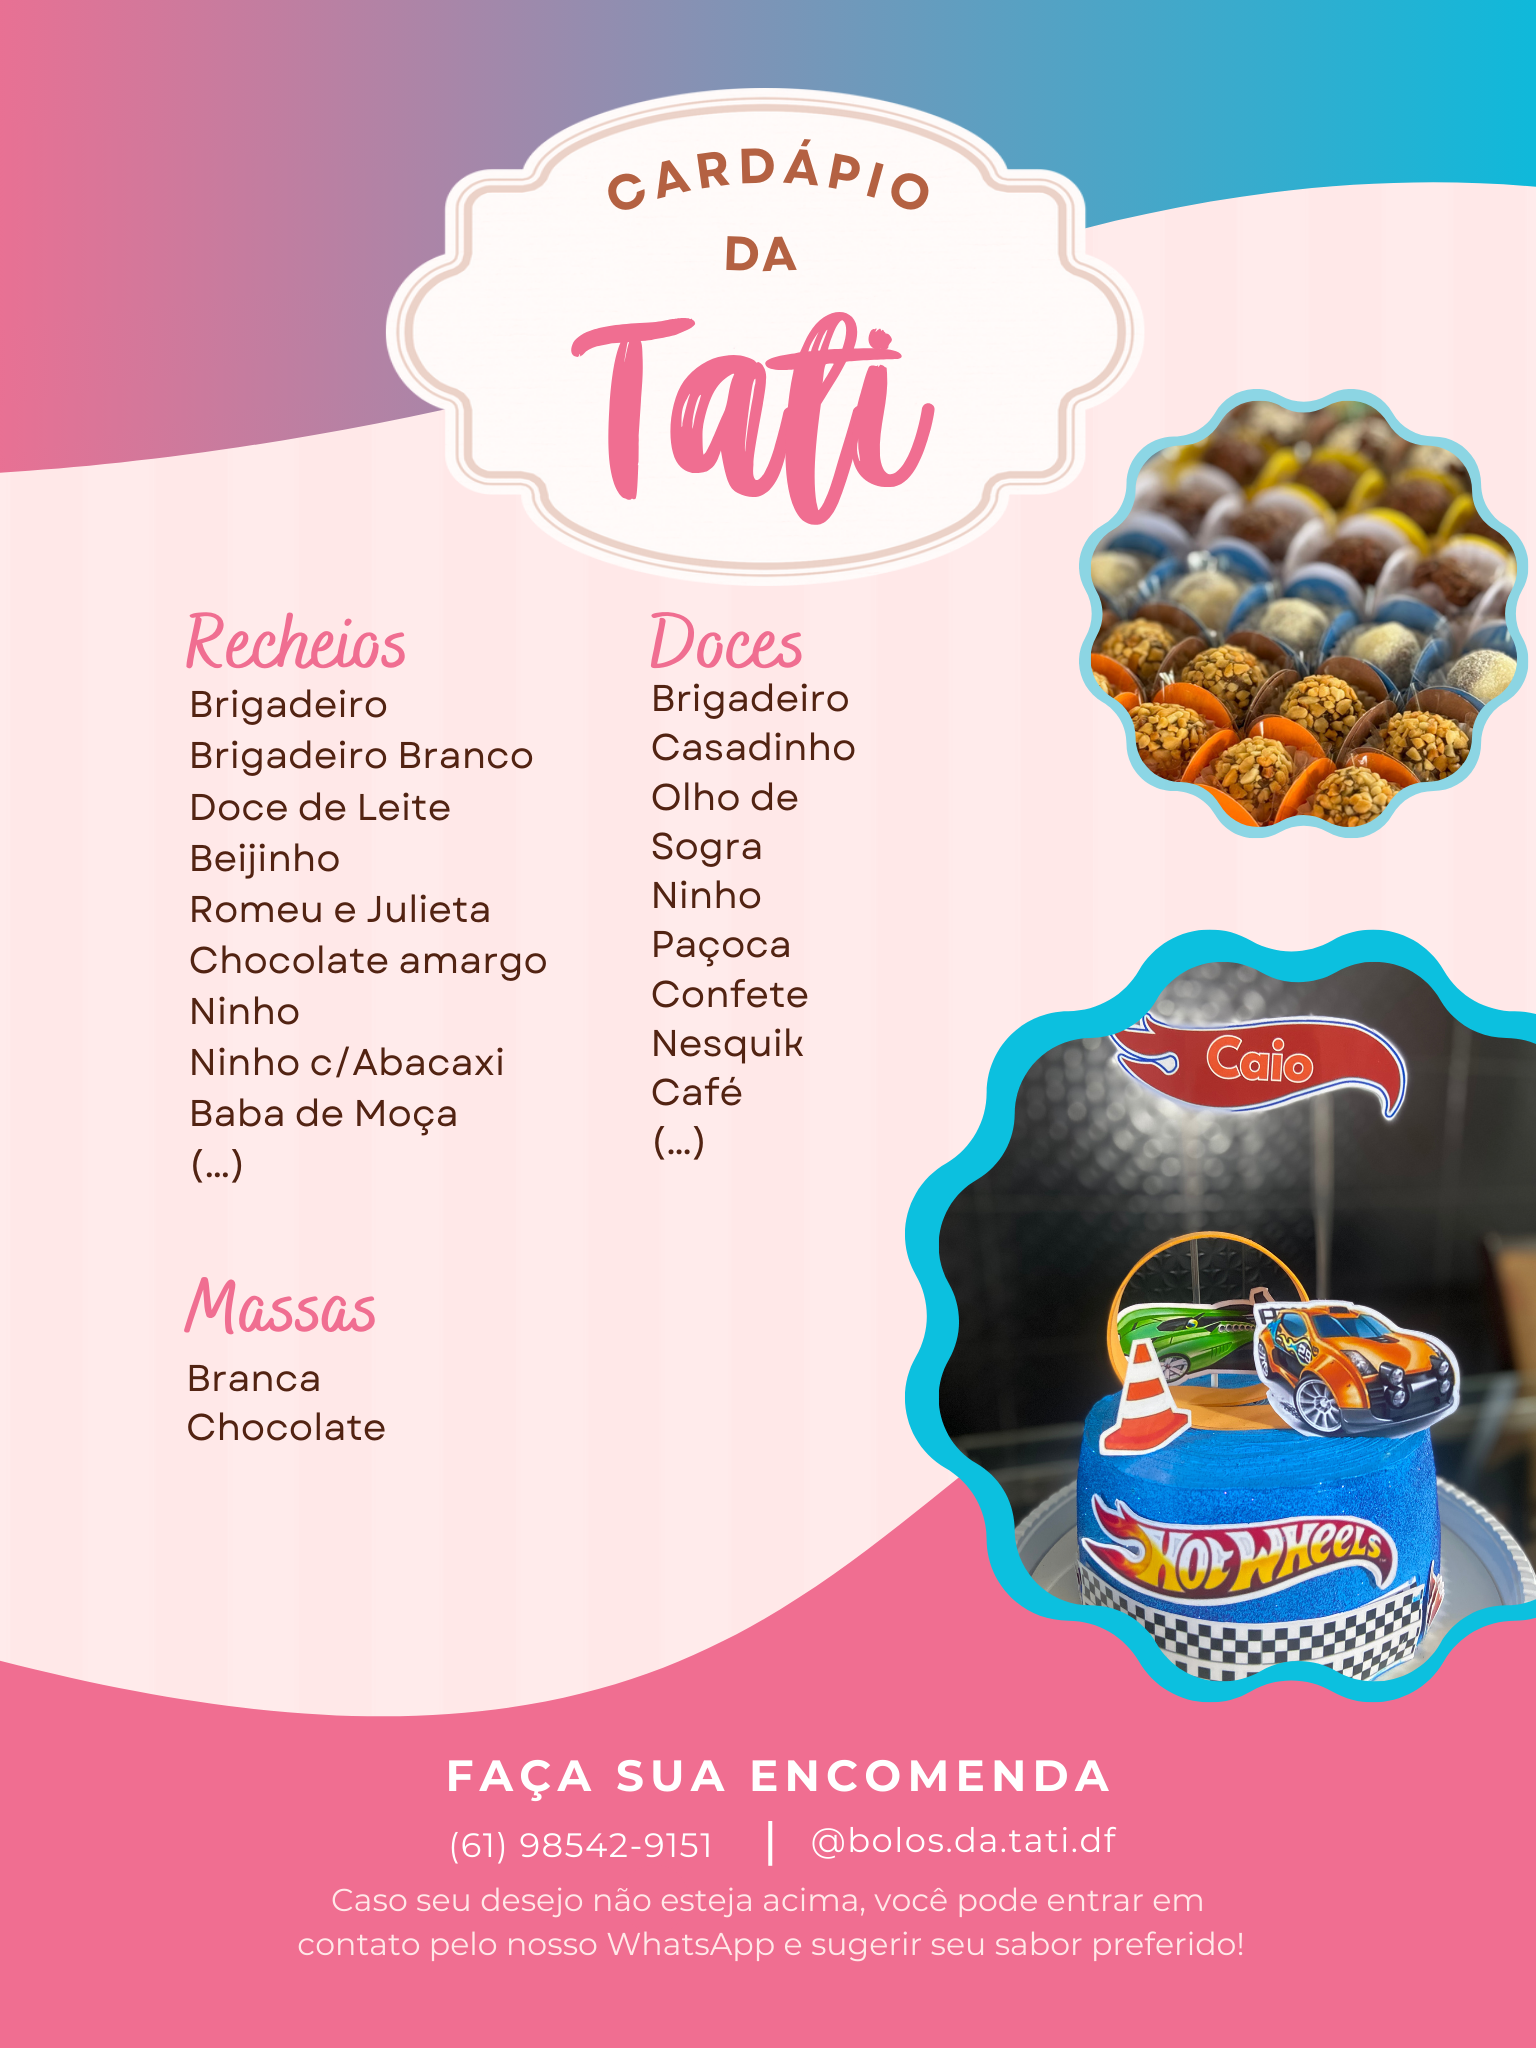 CARDÁPIO
DA
Tati
Recheios
Brigadeiro
Brigadeiro Branco
Doce de Leite
Beijinho
Romeu e Julieta
Chocolate amargo
Ninho
Ninho c/Abacaxi
Baba de Moça
(...)
Massas
Branca
Chocolate
Doces
Brigadeiro
Casadinho
Olho de
Sogra
Ninho
Paçoca
Confete
Nesquik
Café
(...)
Caio
28
HOT WHEELS
FAÇA SUA ENCOMENDA
(61) 98542-9151 | @bolos.da.tati.df
Caso seu desejo não esteja acima, você pode entrar em
contato pelo nosso WhatsApp e sugerir seu sabor preferido!